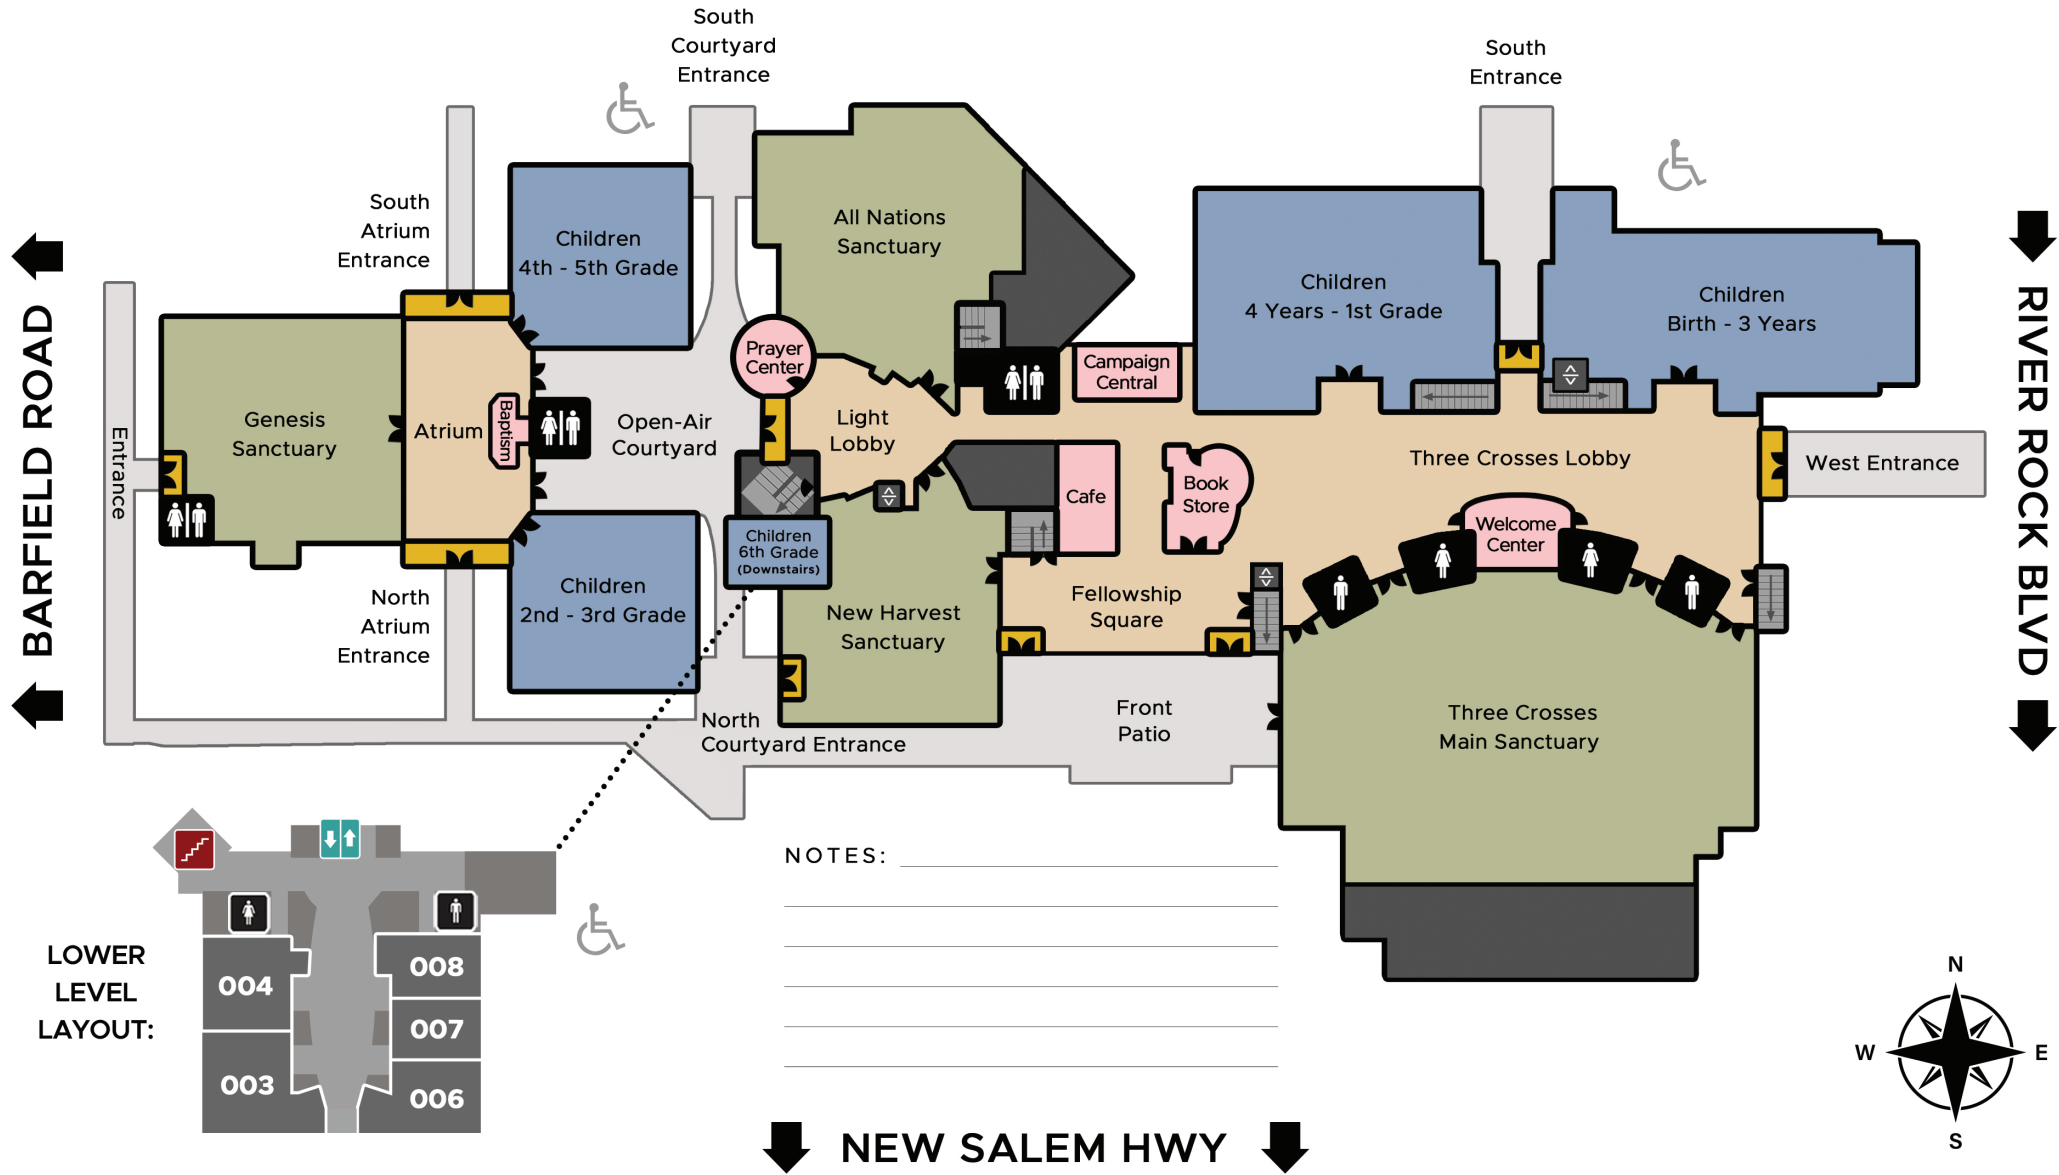 South
Courtyard
Entrance
South
Entrance
South
Atrium
Entrance
Children
4th - 5th Grade
All Nations
Sanctuary
Children
4 Years - 1st Grade
Children
Birth - 3 Years
Prayer
Center
Campaign
Central
BARFIELD ROAD
RIVER ROCK BLVD
Entrance
Genesis
Sanctuary
Atrium
Baptism
Open-Air
Courtyard
Light
Lobby
Cafe
Book
Store
Three Crosses Lobby
West Entrance
Welcome
Center
Children
6th Grade
(Downstairs)
Children
2nd - 3rd Grade
North
Atrium
Entrance
New Harvest
Sanctuary
Fellowship
Square
North
Courtyard Entrance
Front
Patio
Three Crosses
Main Sanctuary
NOTES:
LOWER
LEVEL
LAYOUT:
004
003
008
007
006
N
W
E
S
NEW SALEM HWY